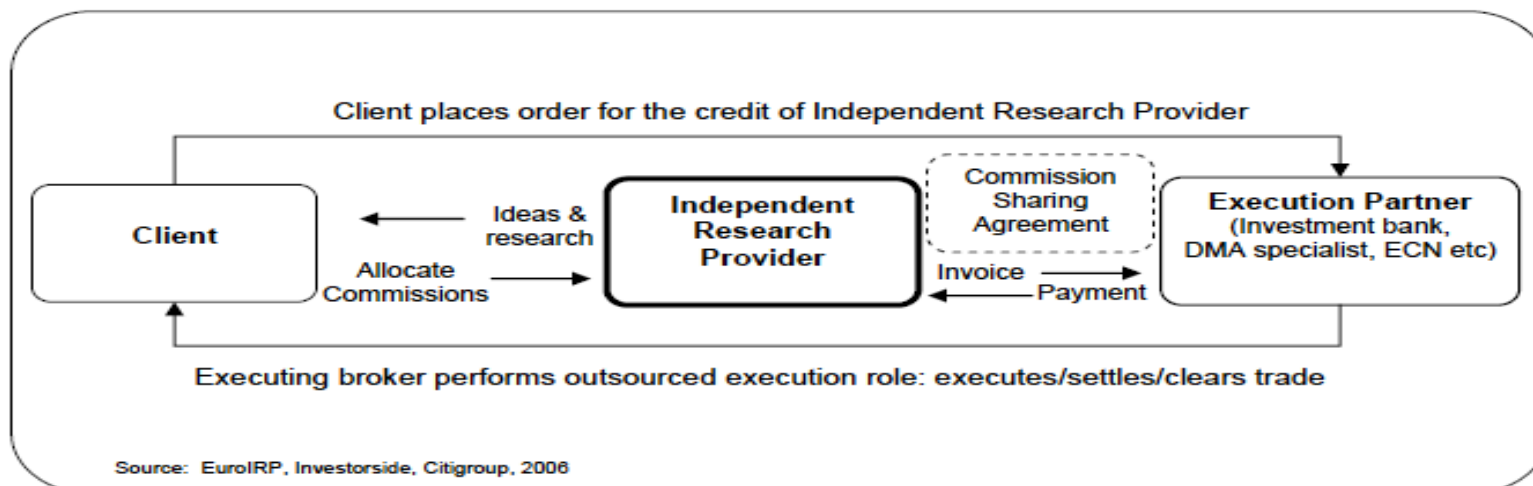 Client places order for the credit of Independent Research Provider
Client
Ideas &
research
Allocate
Commissions
Independent
Research
Provider
Commission
Sharing
Agreement
Invoice
Payment
Execution Partner
(Investment bank,
DMA specialist, ECN etc)
Executing broker performs outsourced execution role: executes/settles/clears trade
Source: EuroIRP, Investorside, Citigroup, 2006